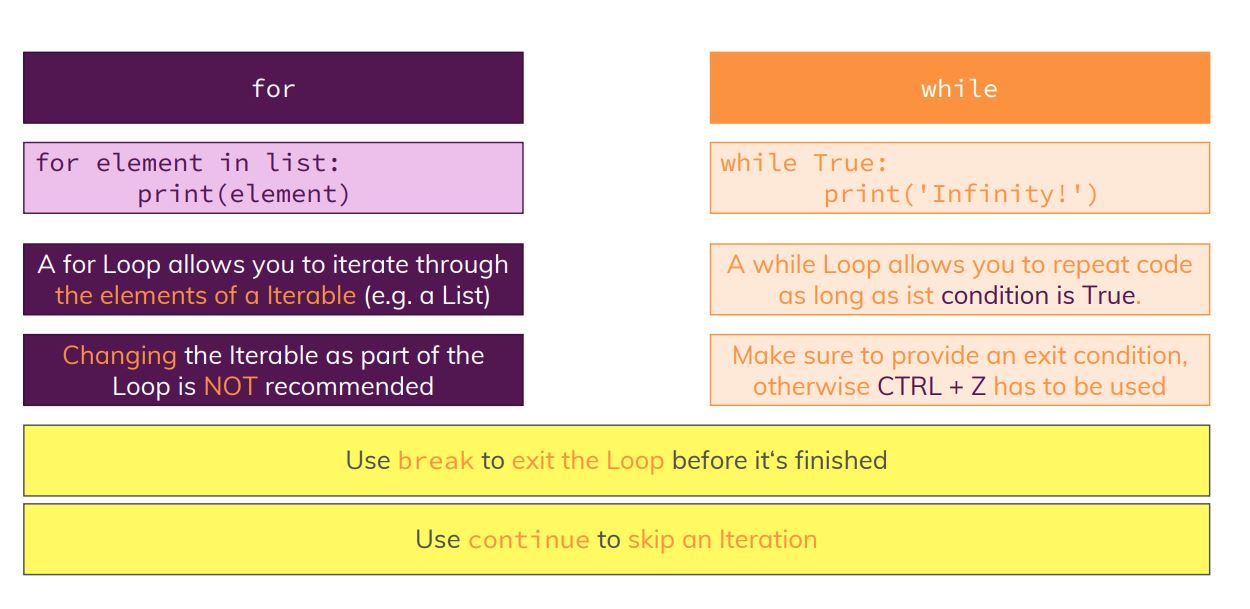 for
for element in list:
print(element)
A for Loop allows you to iterate through
the elements of a Iterable (e.g. a List)
Changing the Iterable as part of the
Loop is NOT recommended
while
while True:
print('Infinity!')
A while Loop allows you to repeat code
as long as ist condition is True.
Make sure to provide an exit condition,
otherwise CTRL + Z has to be used
Use break to exit the Loop before it‘s finished
Use continue to skip an Iteration